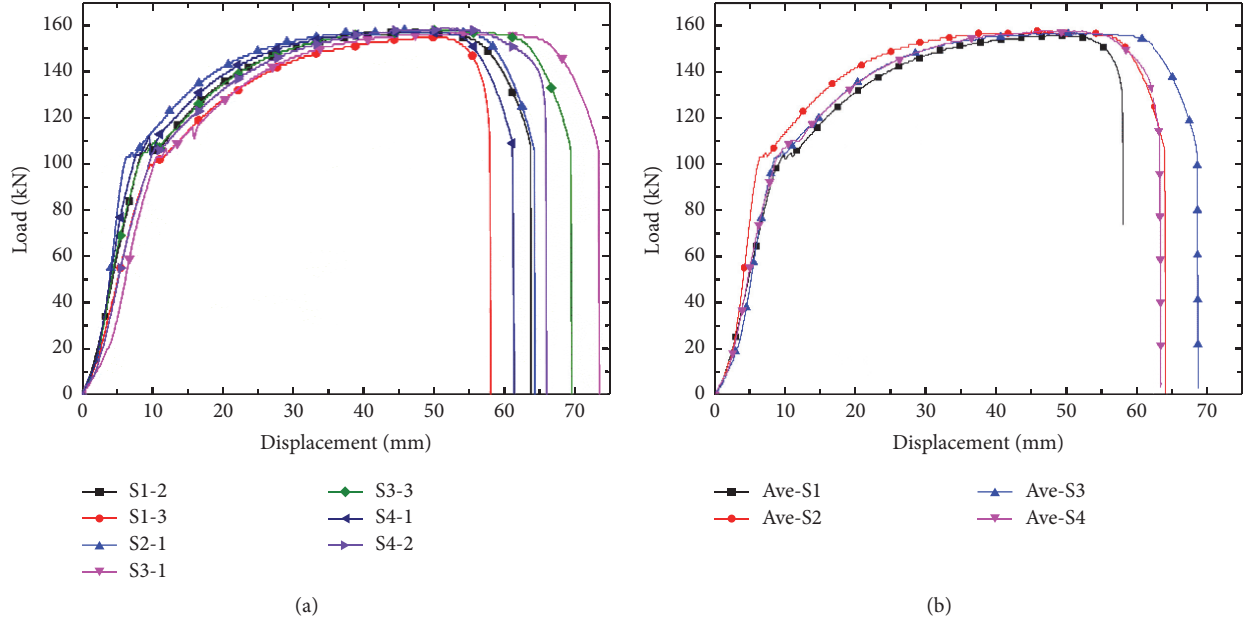 160
140
120
100
80
60
40
20
0
Load (kN)
0 10 20 30 40 50 60 70
Displacement (mm)
S1-2
S1-3
S2-1
S3-1
S3-3
S4-1
S4-2
(a)
160
140
120
100
80
60
40
20
0
Load (kN)
0 10 20 30 40 50 60 70
Displacement (mm)
Ave-S1
Ave-S2
Ave-S3
Ave-S4
(b)